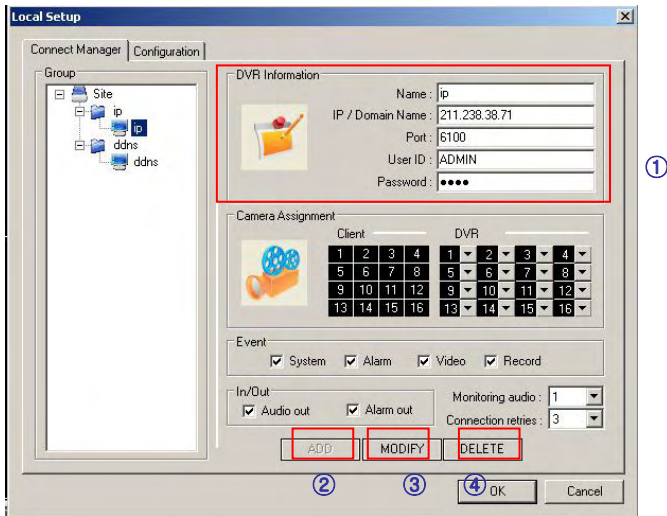 Local Setup
Connect Manager Configuration
Group
Site
ip
ip
ddns
ddns
DVR Information
Name : ip
IP / Domain Name : 211.238.38.71
Port : 6100
User ID : ADMIN
Password : ●●●●
①
Camera Assignment
Client DVR
1 2 3 4 1 2 3 4
5 6 7 8 5 6 7 8
9 10 11 12 9 10 11 12
13 14 15 16 13 14 15 16
Event
System Alarm Video Record
In/Out
Audio out Alarm out
Monitoring audio : 1
Connection retries : 3
ADD MODIFY DELETE
② ③ ④
OK Cancel